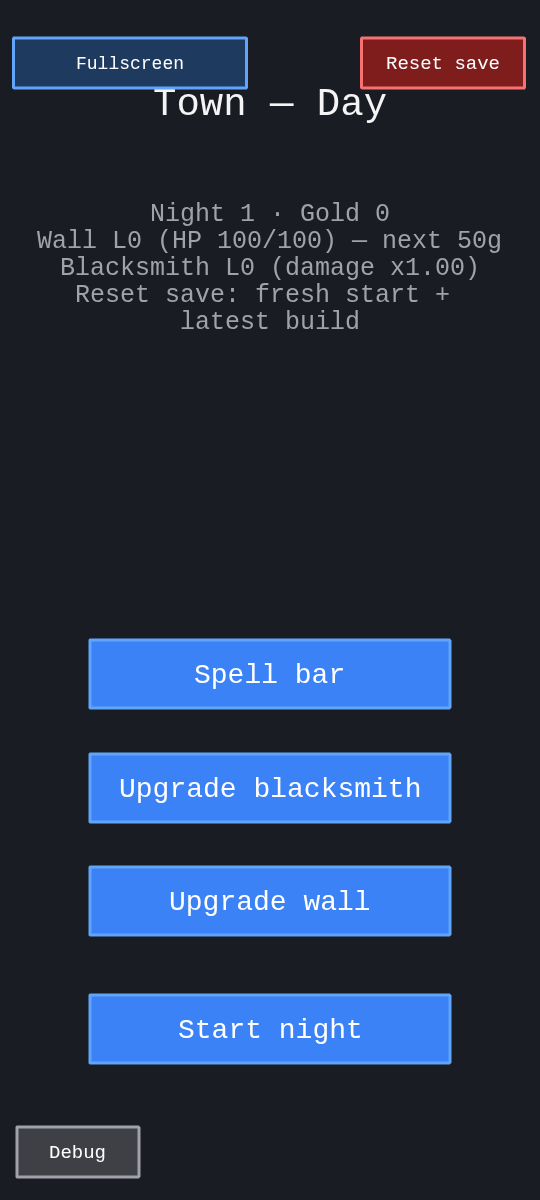 Fullscreen
Reset save
Town — Day
Night 1 · Gold 0
Wall L0 (HP 100/100) — next 50g
Blacksmith L0 (damage x1.00)
Reset save: fresh start +
latest build
Spell bar
Upgrade blacksmith
Upgrade wall
Start night
Debug